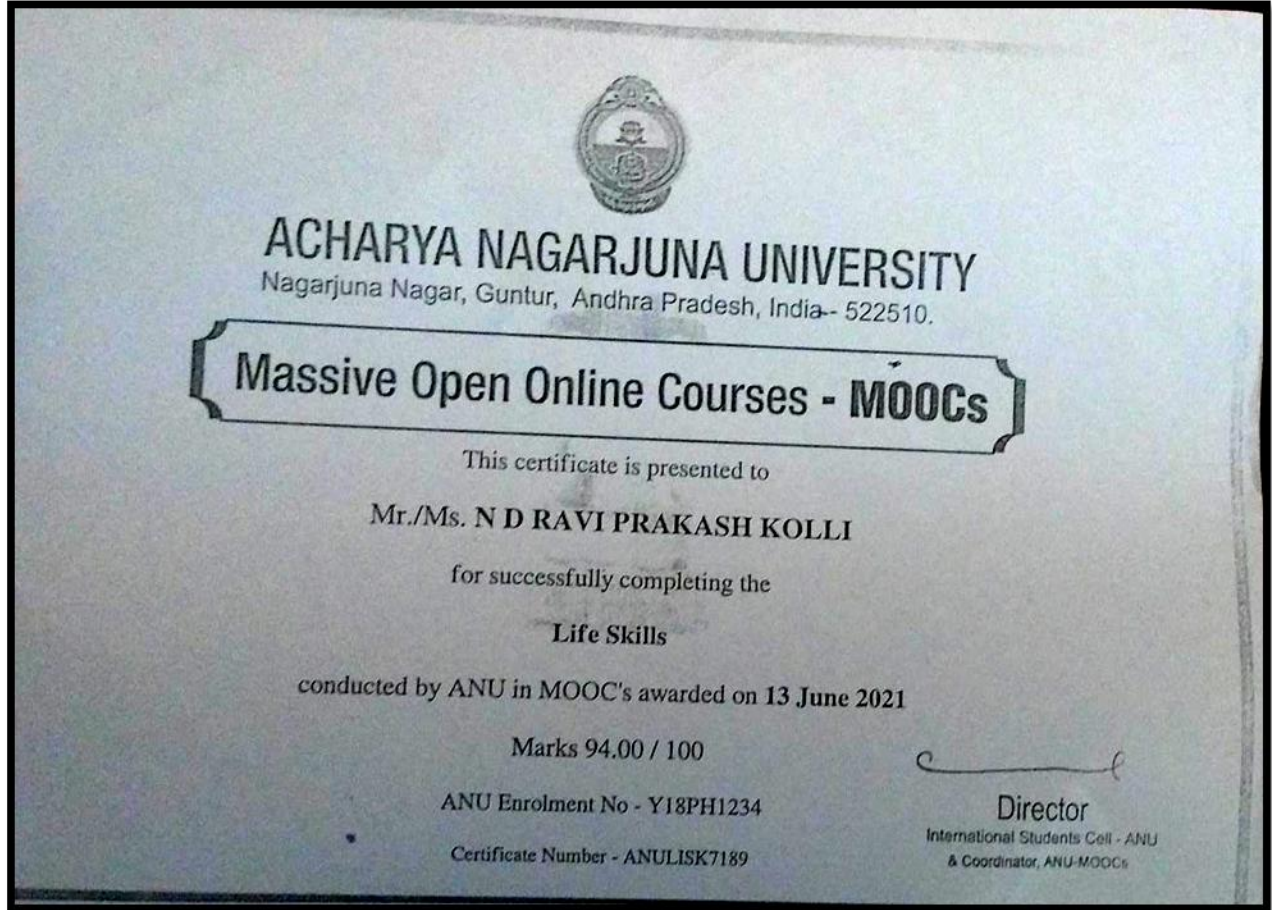 ACHARYA NAGARJUNA UNIVERSITY
Nagarjuna Nagar, Guntur, Andhra Pradesh, India-- 522510.
Massive Open Online Courses - MOOCs
This certificate is presented to
Mr./Ms. N D RAVI PRAKASH KOLLI
for successfully completing the
Life Skills
conducted by ANU in MOOC's awarded on 13 June 2021
Marks 94.00 / 100
ANU Enrolment No - Y18PH1234
Certificate Number - ANULISK7189
Director
International Students Cell - ANU
& Coordinator, ANU-MOOCs